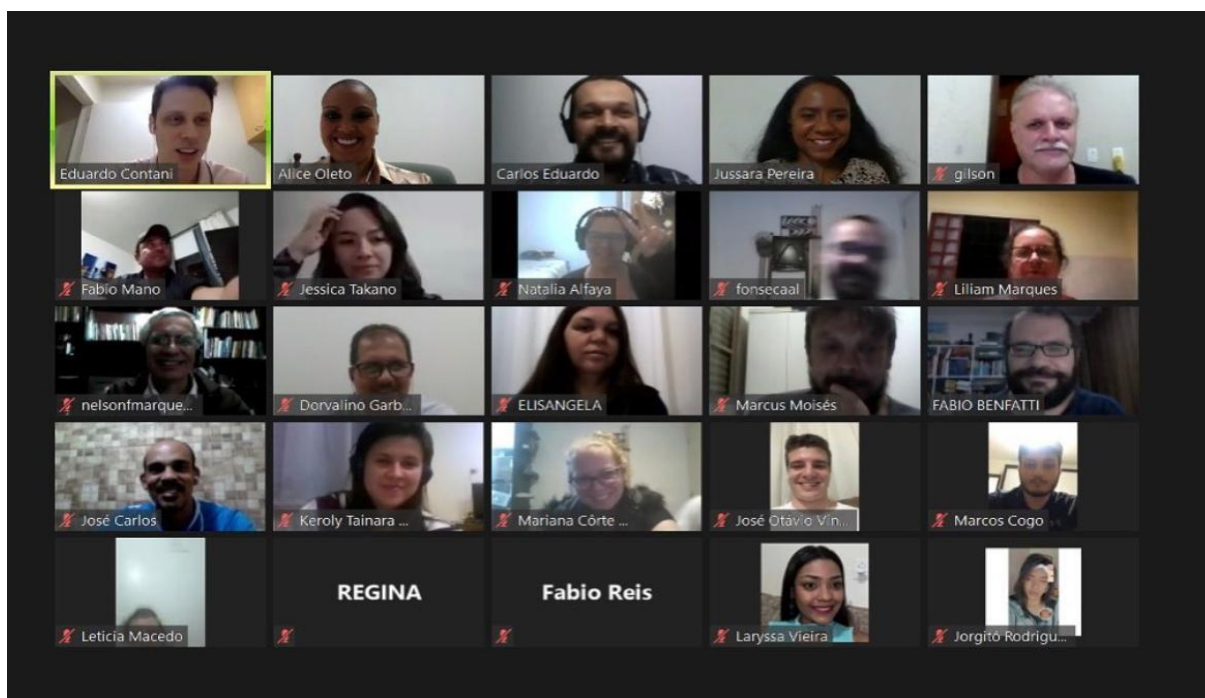 Eduardo Contani
Alice Oleto
Carlos Eduardo
Jussara Pereira
gilson
Fabio Mano
Jessica Takano
Natalia Alfaya
fonsecaal
Liliam Marques
nelsonfmarque...
Dorvalino Garb...
ELISANGELA
Marcus Moisés
FABIO BENFATTI
José Carlos
Keroly Tainara ...
Mariana Côrte ...
José Otávio Vin...
Marcos Cogo
Leticia Macedo
REGINA
Fabio Reis
Laryssa Vieira
Jorgitô Rodrigu...